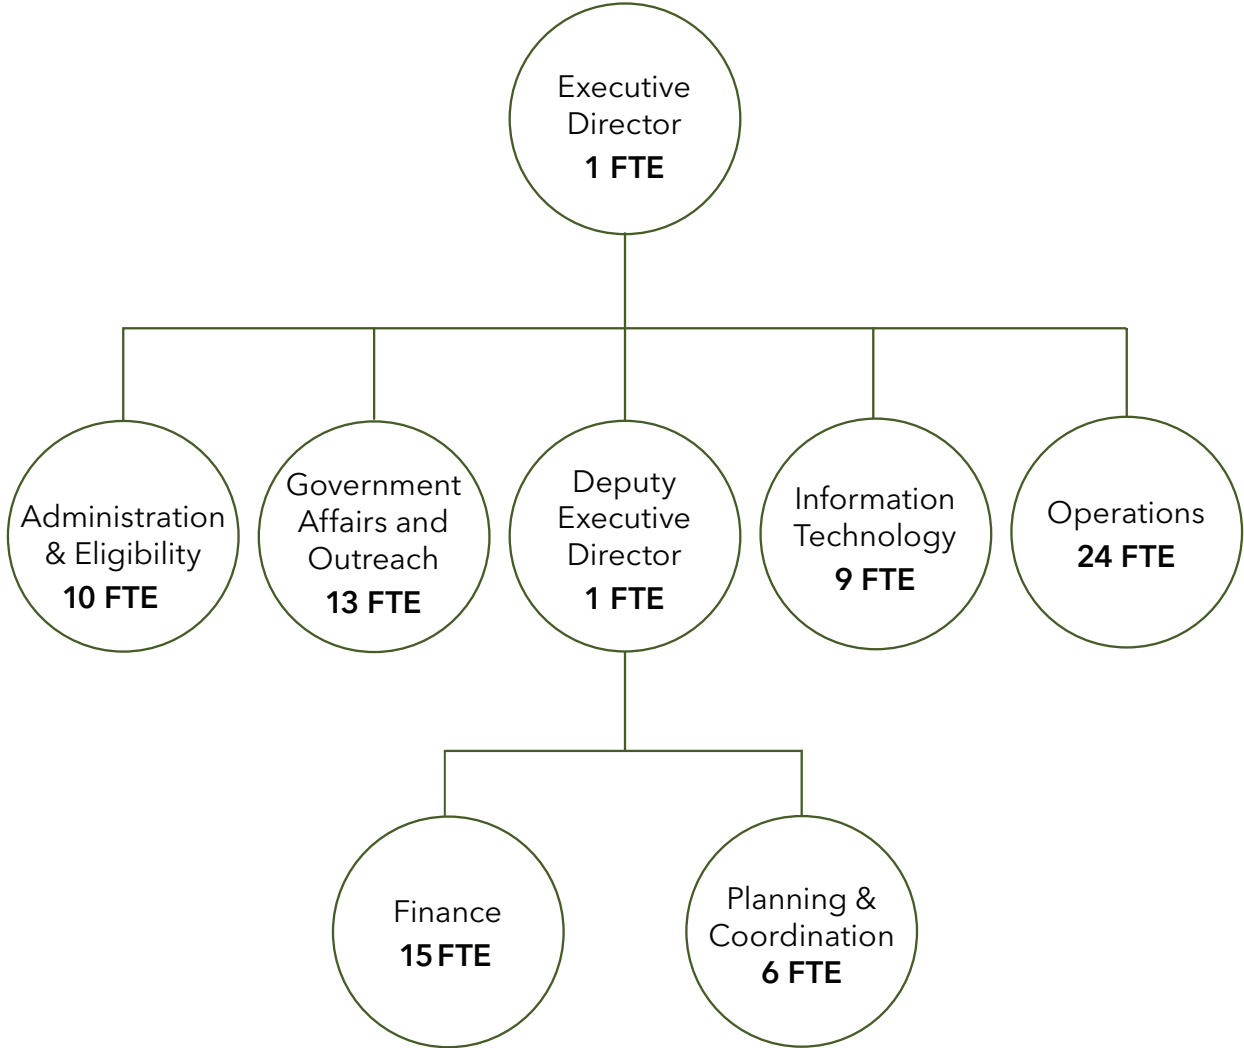 Executive
Director
1 FTE
Administration
& Eligibility
10 FTE
Government
Affairs and
Outreach
13 FTE
Deputy
Executive
Director
1 FTE
Information
Technology
9 FTE
Operations
24 FTE
Finance
15 FTE
Planning &
Coordination
6 FTE